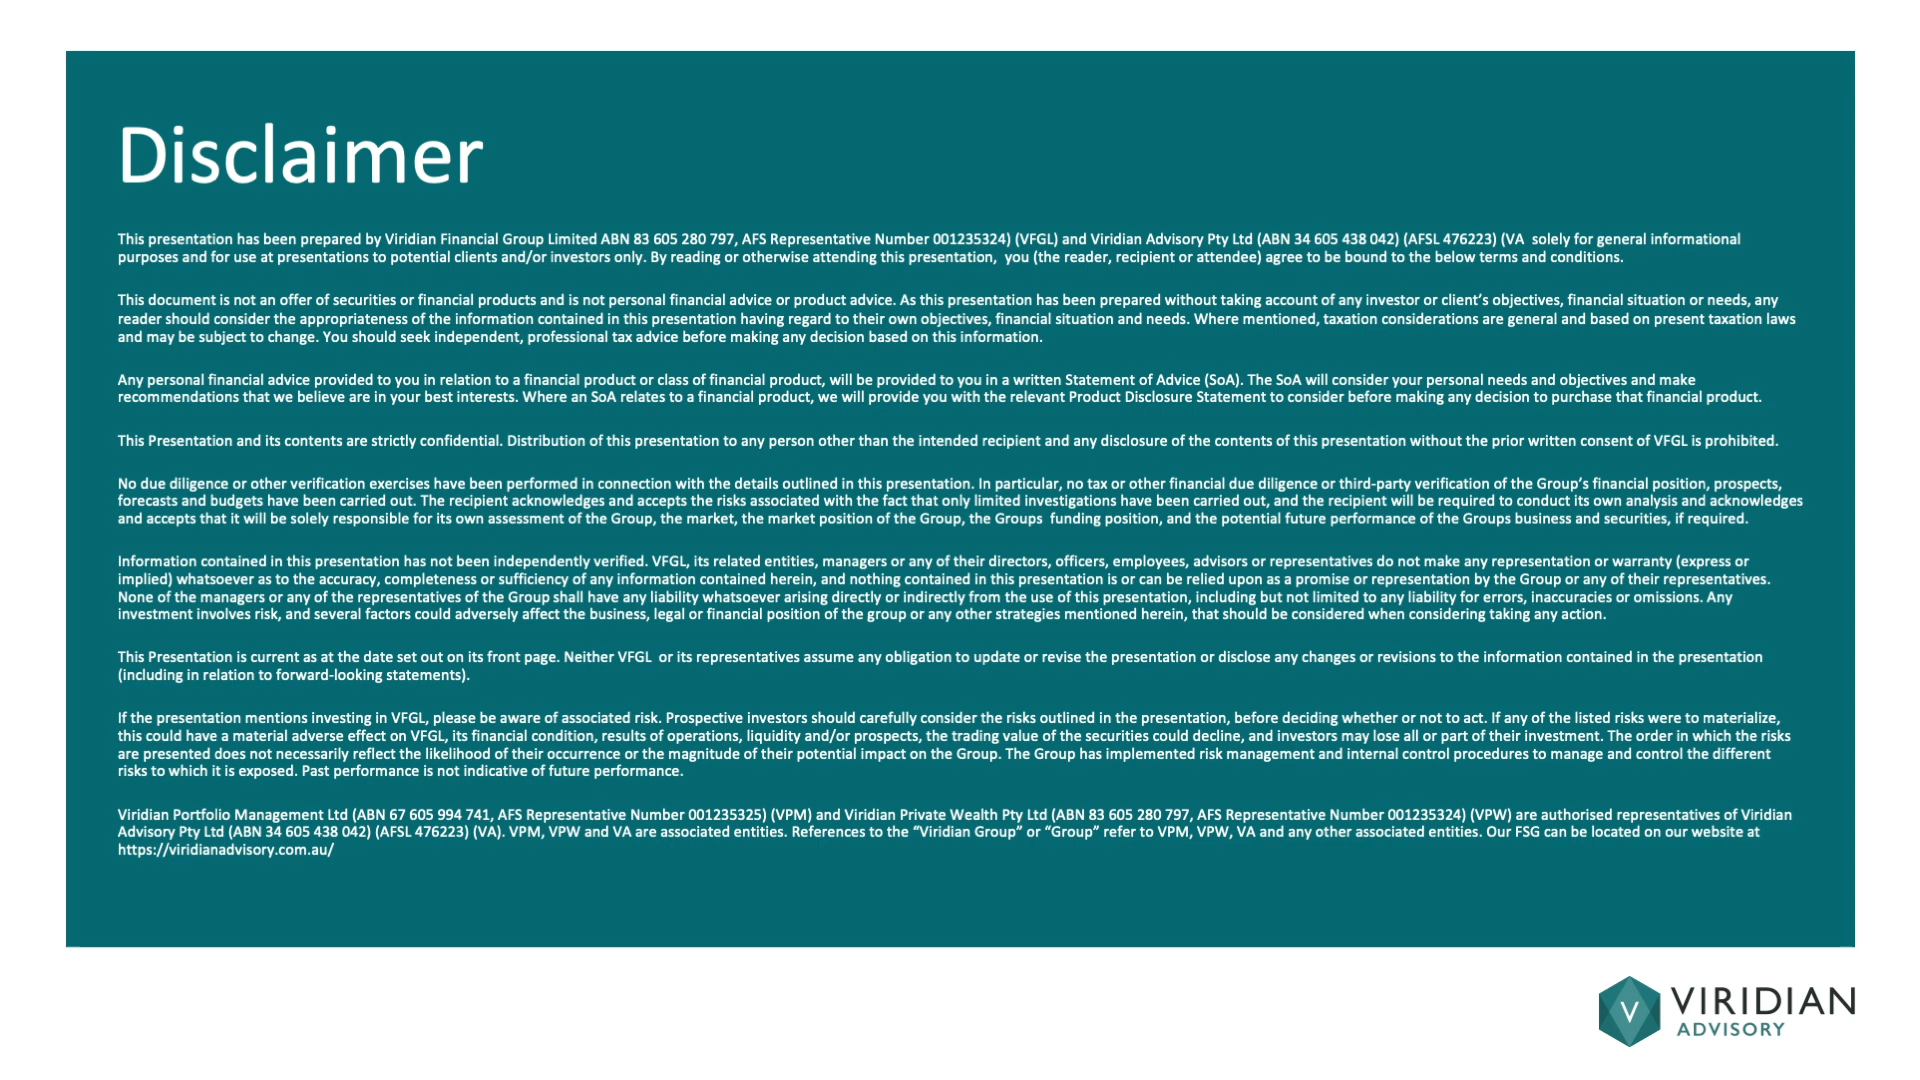 Disclaimer
This presentation has been prepared by Viridian Financial Group Limited ABN 83 605 280 797, AFS Representative Number 001235324) (VFGL) and Viridian Advisory Pty Ltd (ABN 34 605 438 042) (AFSL 476223) (VA  solely for general informational
purposes and for use at presentations to potential clients and/or investors only. By reading or otherwise attending this presentation,  you (the reader, recipient or attendee) agree to be bound to the below terms and conditions.
This document is not an offer of securities or financial products and is not personal financial advice or product advice. As this presentation has been prepared without taking account of any investor or client’s objectives, financial situation or needs, any
reader should consider the appropriateness of the information contained in this presentation having regard to their own objectives, financial situation and needs. Where mentioned, taxation considerations are general and based on present taxation laws
and may be subject to change. You should seek independent, professional tax advice before making any decision based on this information.
Any personal financial advice provided to you in relation to a financial product or class of financial product, will be provided to you in a written Statement of Advice (SoA). The SoA will consider your personal needs and objectives and make
recommendations that we believe are in your best interests. Where an SoA relates to a financial product, we will provide you with the relevant Product Disclosure Statement to consider before making any decision to purchase that financial product.
This Presentation and its contents are strictly confidential. Distribution of this presentation to any person other than the intended recipient and any disclosure of the contents of this presentation without the prior written consent of VFGL is prohibited.
No due diligence or other verification exercises have been performed in connection with the details outlined in this presentation. In particular, no tax or other financial due diligence or third-party verification of the Group’s financial position, prospects,
forecasts and budgets have been carried out. The recipient acknowledges and accepts the risks associated with the fact that only limited investigations have been carried out, and the recipient will be required to conduct its own analysis and acknowledges
and accepts that it will be solely responsible for its own assessment of the Group, the market, the market position of the Group, the Groups  funding position, and the potential future performance of the Groups business and securities, if required.
Information contained in this presentation has not been independently verified. VFGL, its related entities, managers or any of their directors, officers, employees, advisors or representatives do not make any representation or warranty (express or
implied) whatsoever as to the accuracy, completeness or sufficiency of any information contained herein, and nothing contained in this presentation is or can be relied upon as a promise or representation by the Group or any of their representatives.
None of the managers or any of the representatives of the Group shall have any liability whatsoever arising directly or indirectly from the use of this presentation, including but not limited to any liability for errors, inaccuracies or omissions. Any
investment involves risk, and several factors could adversely affect the business, legal or financial position of the group or any other strategies mentioned herein, that should be considered when considering taking any action.
This Presentation is current as at the date set out on its front page. Neither VFGL  or its representatives assume any obligation to update or revise the presentation or disclose any changes or revisions to the information contained in the presentation
(including in relation to forward-looking statements).
If the presentation mentions investing in VFGL, please be aware of associated risk. Prospective investors should carefully consider the risks outlined in the presentation, before deciding whether or not to act. If any of the listed risks were to materialize,
this could have a material adverse effect on VFGL, its financial condition, results of operations, liquidity and/or prospects, the trading value of the securities could decline, and investors may lose all or part of their investment. The order in which the risks
are presented does not necessarily reflect the likelihood of their occurrence or the magnitude of their potential impact on the Group. The Group has implemented risk management and internal control procedures to manage and control the different
risks to which it is exposed. Past performance is not indicative of future performance.
Viridian Portfolio Management Ltd (ABN 67 605 994 741, AFS Representative Number 001235325) (VPM) and Viridian Private Wealth Pty Ltd (ABN 83 605 280 797, AFS Representative Number 001235324) (VPW) are authorised representatives of Viridian
Advisory Pty Ltd (ABN 34 605 438 042) (AFSL 476223) (VA). VPM, VPW and VA are associated entities. References to the “Viridian Group” or “Group” refer to VPM, VPW, VA and any other associated entities. Our FSG can be located on our website at
https://viridianadvisory.com.au/
V
VIRIDIAN
ADVISORY